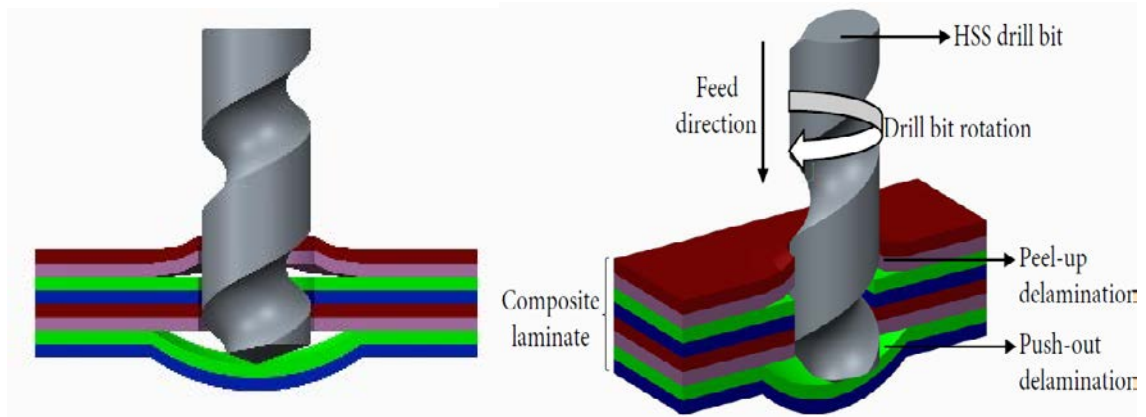 HSS drill bit
Feed
direction
Drill bit rotation
Composite
laminate
Peel-up
delamination
Push-out
delamination